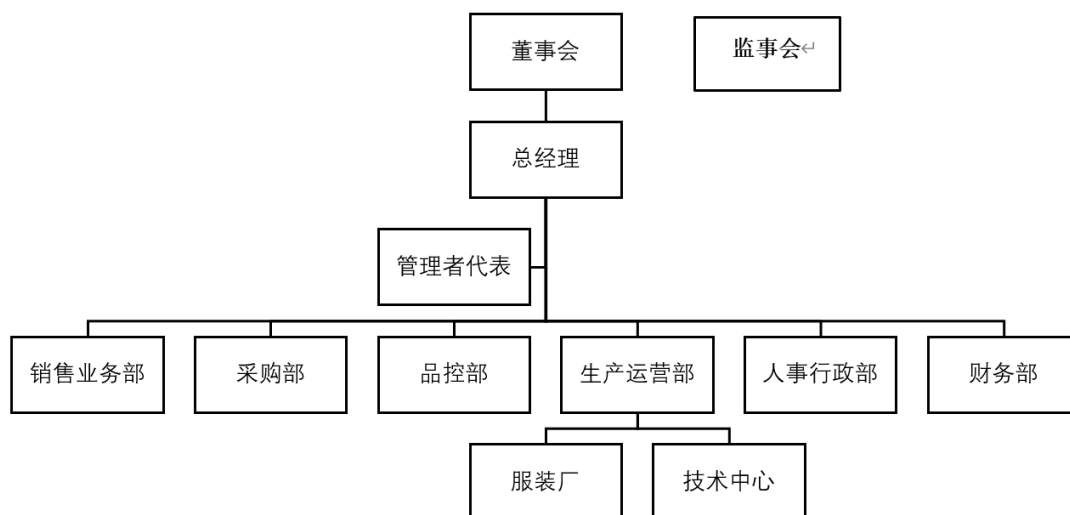 董事会
监事会
总经理
管理者代表
销售业务部
采购部
品控部
生产运营部
人事行政部
财务部
服装厂
技术中心